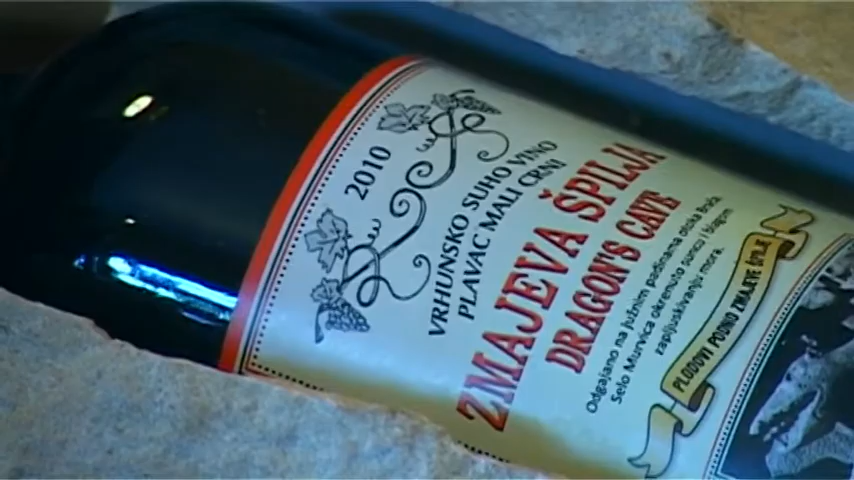 2010
VRHUNSKO SUHO VINO
PLAVAC MALI CRNI
ZMAJEVA ŠPILJA
DRAGON'S CAVE
Odgajano na južnim padinama otoka Brača.
Selo Murvica okrenuto suncu i blagom
zapljuskivanju mora.
PLODOVI PODNO ZMAJEVE ŠPILJE